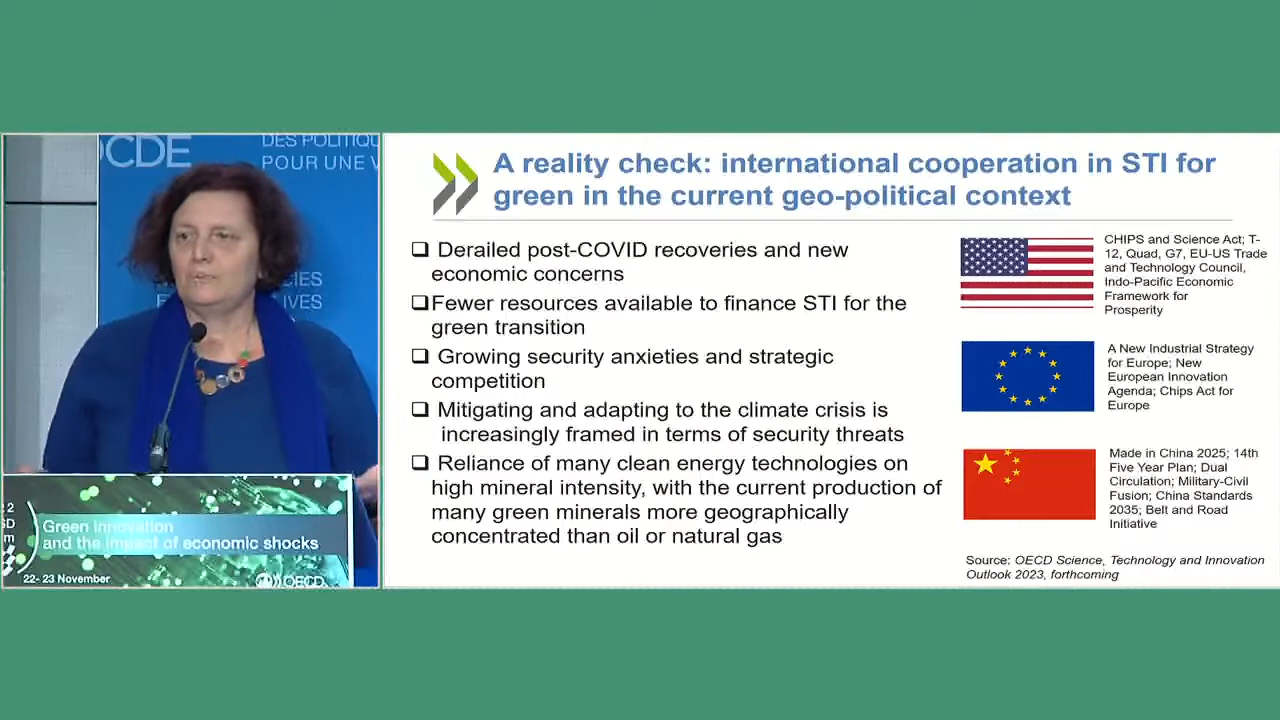 OCDE
DES POLITIQU
POUR UNE V
CIES
IVES
2
SD
m
Green Innovation
and the impact of economic shocks
22- 23 November
OECD
A reality check: international cooperation in STI for
green in the current geo-political context
❑ Derailed post-COVID recoveries and new
economic concerns
❑Fewer resources available to finance STI for the
green transition
❑ Growing security anxieties and strategic
competition
❑ Mitigating and adapting to the climate crisis is
increasingly framed in terms of security threats
❑ Reliance of many clean energy technologies on
high mineral intensity, with the current production of
many green minerals more geographically
concentrated than oil or natural gas
CHIPS and Science Act; T-
12, Quad, G7, EU-US Trade
and Technology Council,
Indo-Pacific Economic
Framework for
Prosperity
A New Industrial Strategy
for Europe; New
European Innovation
Agenda; Chips Act for
Europe
Made in China 2025; 14th
Five Year Plan; Dual
Circulation; Military-Civil
Fusion; China Standards
2035; Belt and Road
Initiative
Source: OECD Science, Technology and Innovation
Outlook 2023, forthcoming